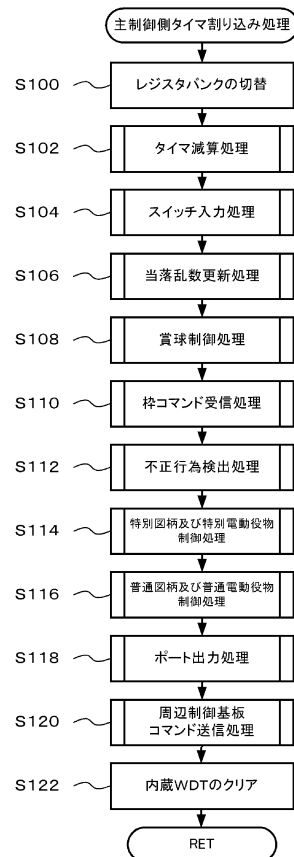 主制御側タイマ割り込み処理
S100
レジスタバンクの切替
S102
タイマ減算処理
S104
スイッチ入力処理
S106
当落乱数更新処理
S108
賞球制御処理
S110
枠コマンド受信処理
S112
不正行為検出処理
S114
特別図柄及び特別電動役物
制御処理
S116
普通図柄及び普通電動役物
制御処理
S118
ポート出力処理
S120
周辺制御基板
コマンド送信処理
S122
内蔵WDTのクリア
RET